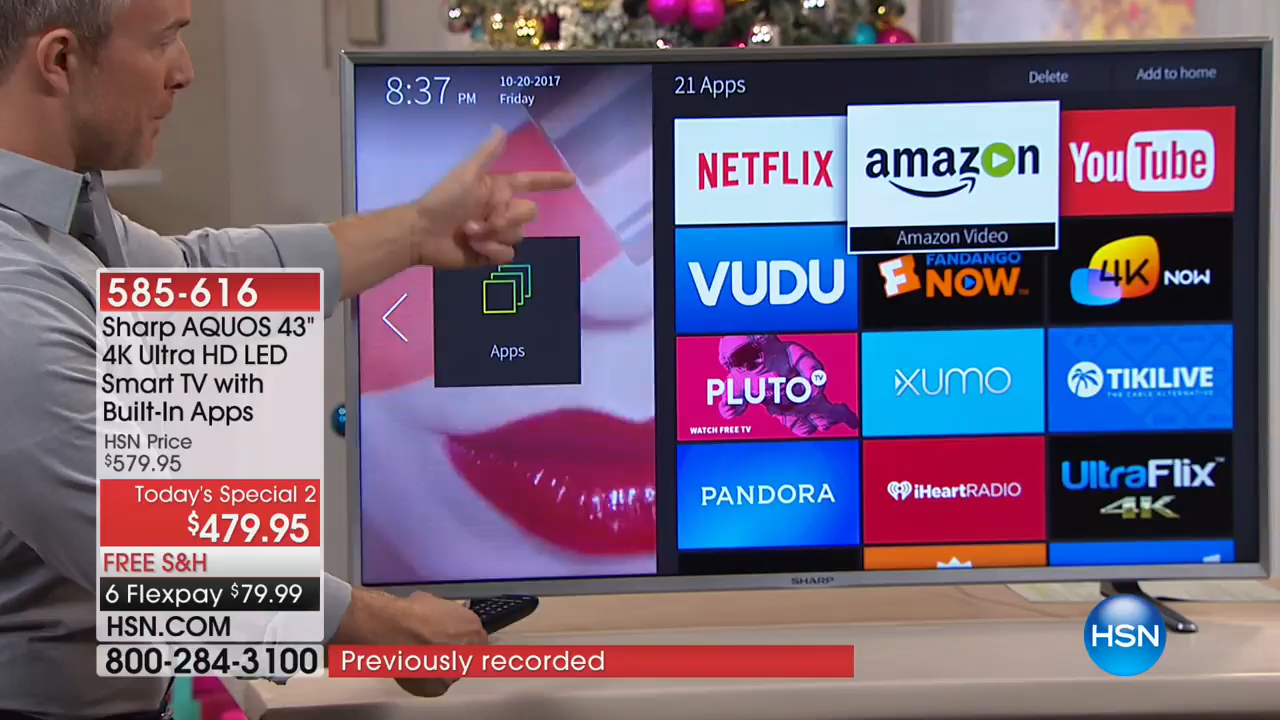 8:37 PM
10-20-2017
Friday
21 Apps
Delete
Add to home
NETFLIX
amazon
Amazon Video
YouTube
VUDU
FANDANGO
NOW
4K NOW
Apps
PLUTO TV
WATCH FREE TV
XUMO
TIKILIVE
THE CABLE ALTERNATIVE
PANDORA
iHeartRADIO
UltraFlix™
4K
SHARP
585-616
Sharp AQUOS 43"
4K Ultra HD LED
Smart TV with
Built-In Apps
HSN Price
$579.95
Today's Special 2
$479.95
FREE S&H
6 Flexpay $79.99
HSN.COM
800-284-3100
Previously recorded
HSN